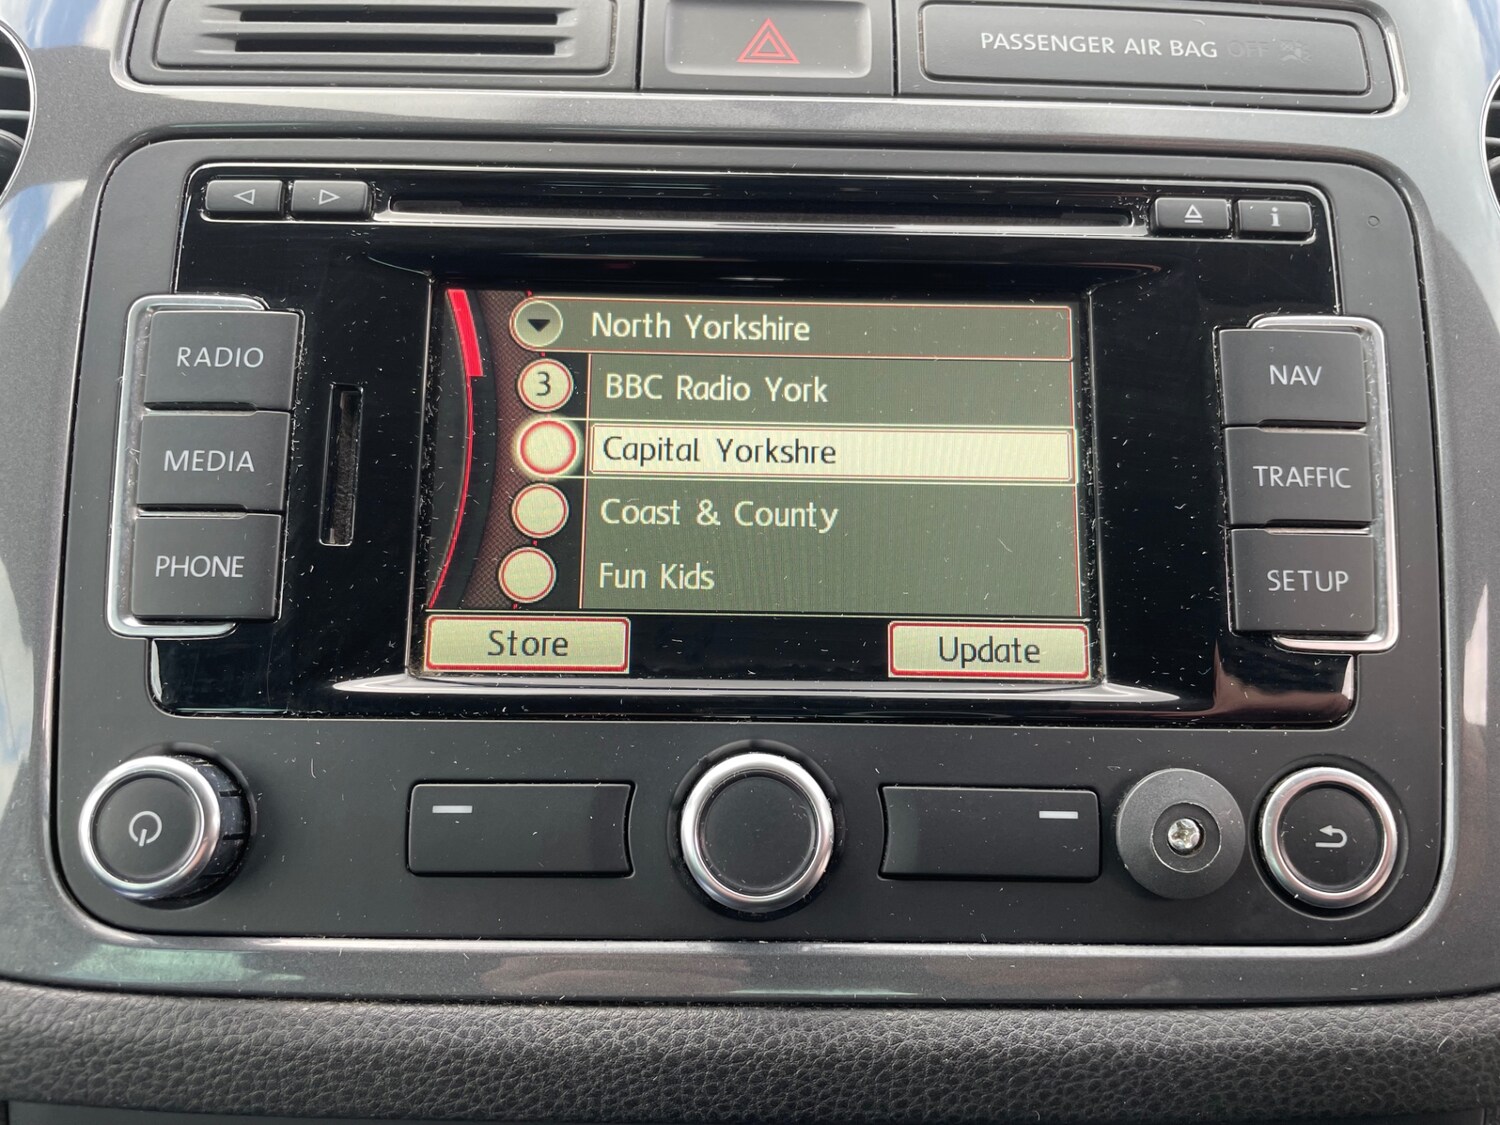 PASSENGER AIR BAG OFF
RADIO
MEDIA
PHONE
North Yorkshire
3 BBC Radio York
Capital Yorkshre
Coast & County
Fun Kids
Store
Update
NAV
TRAFFIC
SETUP
i